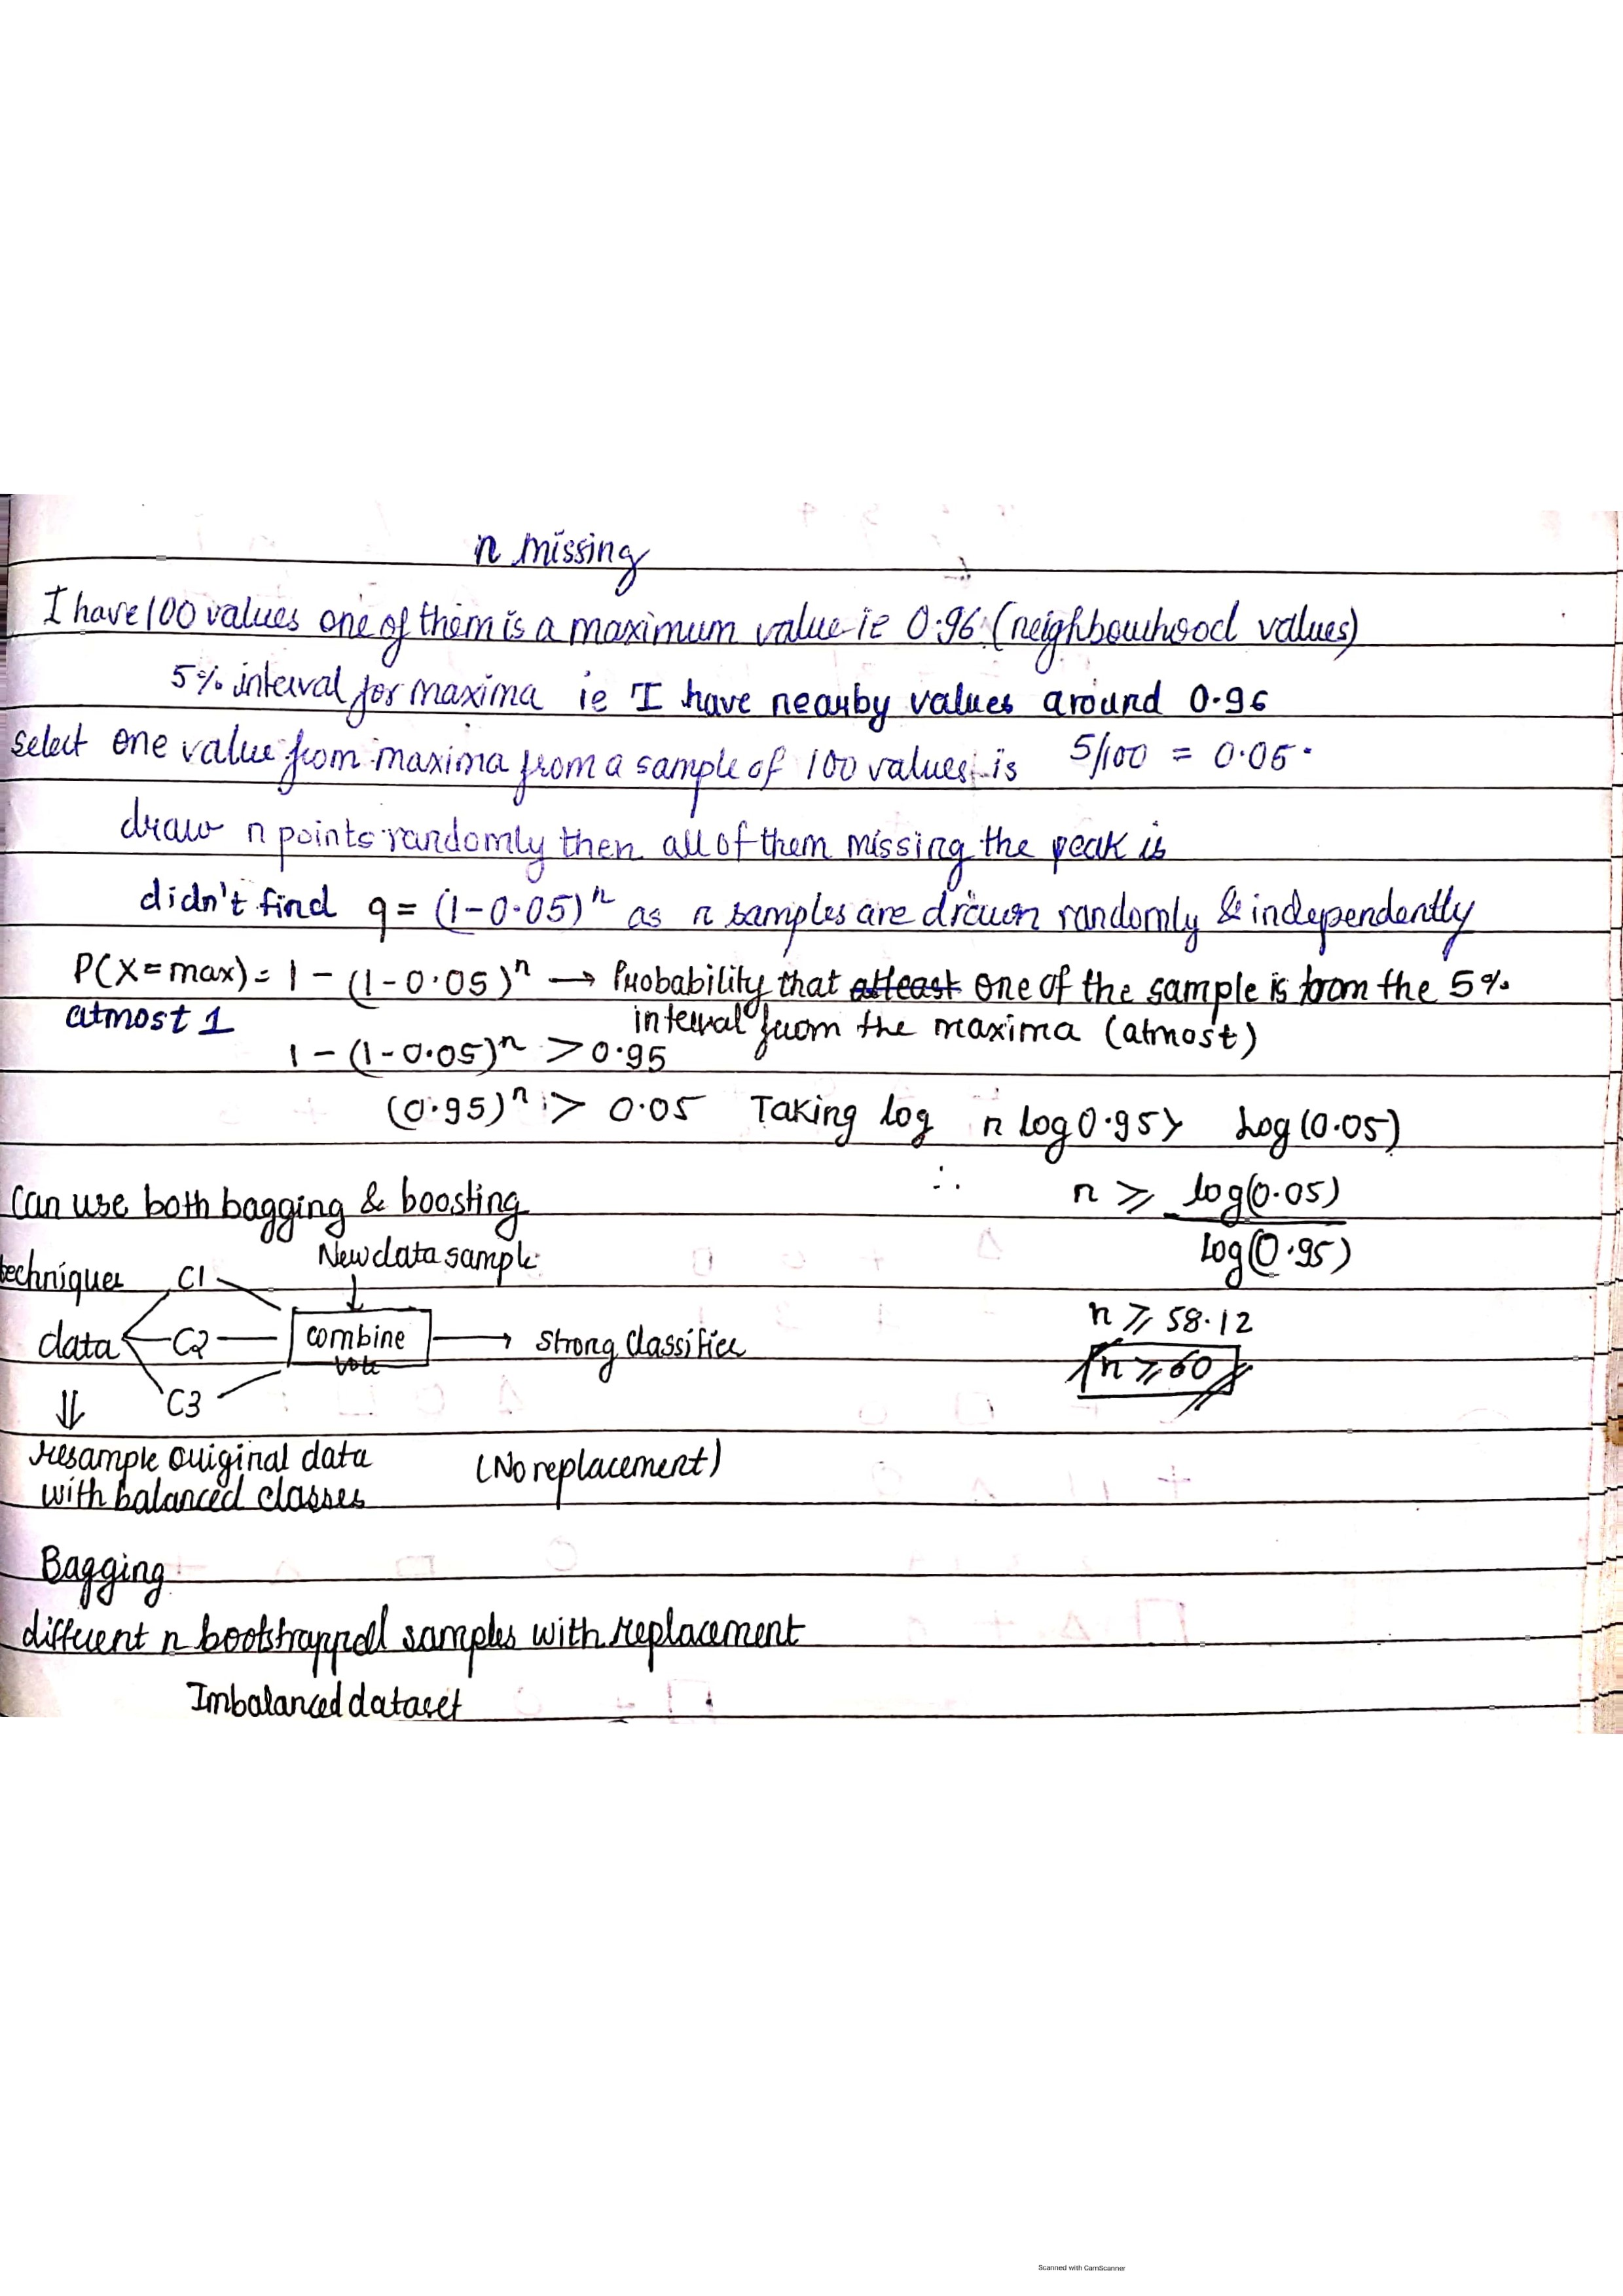 n missing
I have 100 values one of them is a maximum value ie 0.96 (neighbourhood values)
5% interval for maxima ie I have nearby values around 0.96
select one value from maxima from a sample of 100 values is 5/100 = 0.05.
draw n points randomly then all of them missing the peak is
didn't find q = (1-0.05)^n as n samples are drawn randomly & independently
P(X=max) = 1 - (1-0.05)^n → Probability that atleast one of the sample is from the 5%
atmost 1 interval from the maxima (atmost)
1 - (1-0.05)^n > 0.95
(0.95)^n > 0.05 Taking log n log 0.95 > Log (0.05)
can use both bagging & boosting ∴ n ⩾ log(0.05)
New data sample log(0.95)
techniques C1
n ⩾ 58.12
data C2 combine → strong classifier
vote n ⩾ 60
⇓ C3
resample original data (No replacement)
with balanced classes
Bagging
different n bootstrappall samples with replacement
Imbalanced dataset
Scanned with CamScanner